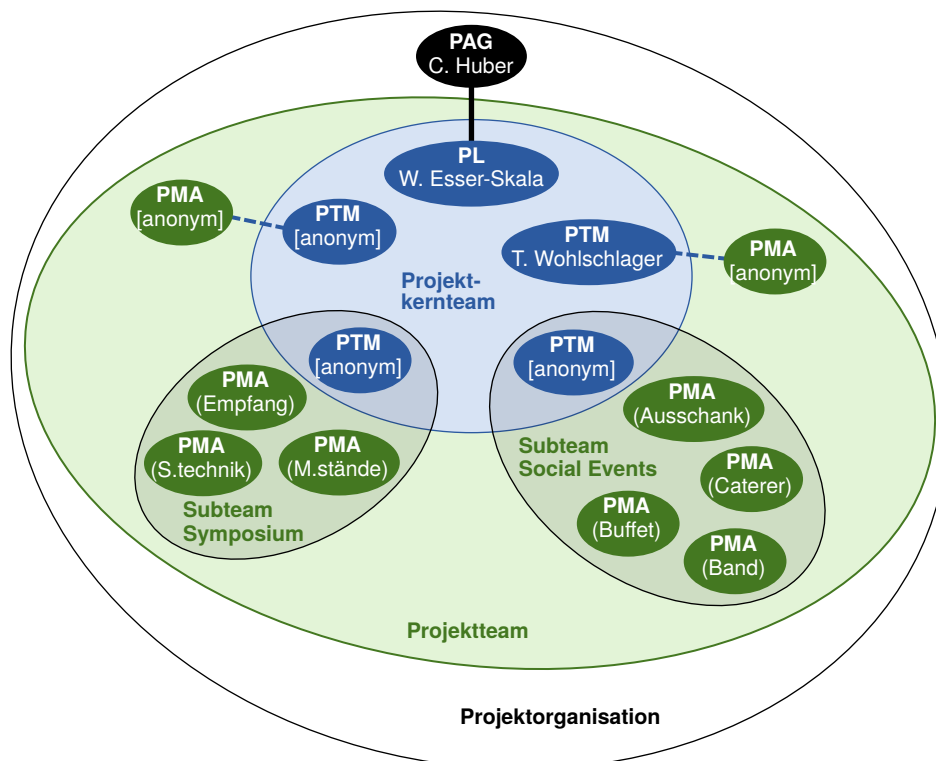 PAG
C. Huber
PL
W. Esser-Skala
PMA
[anonym]
PTM
[anonym]
PTM
T. Wohlschlager
PMA
[anonym]
Projekt-
kernteam
PTM
[anonym]
PTM
[anonym]
PMA
(Empfang)
PMA
(Ausschank)
PMA
(S.technik)
PMA
(M.stände)
Subteam
Social Events
PMA
(Caterer)
Subteam
Symposium
PMA
(Buffet)
PMA
(Band)
Projektteam
Projektorganisation